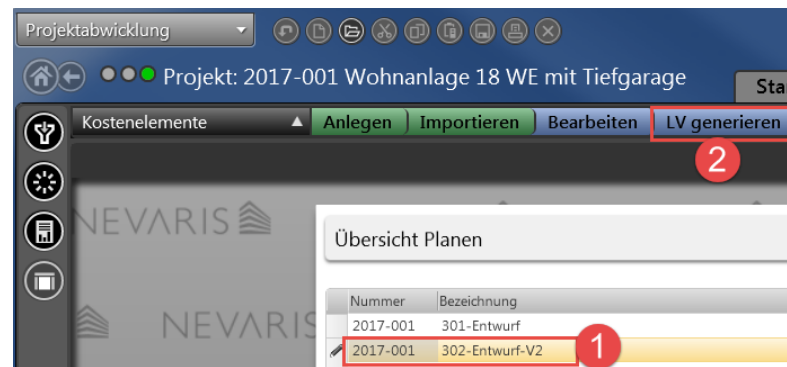 Projektabwicklung
Projekt: 2017-001 Wohnanlage 18 WE mit Tiefgarage
Sta
Kostenelemente Anlegen Importieren Bearbeiten LV generieren
2
NEVARIS
Übersicht Planen
Nummer Bezeichnung
NEVARIS
2017-001 301-Entwurf
2017-001 302-Entwurf-V2 1